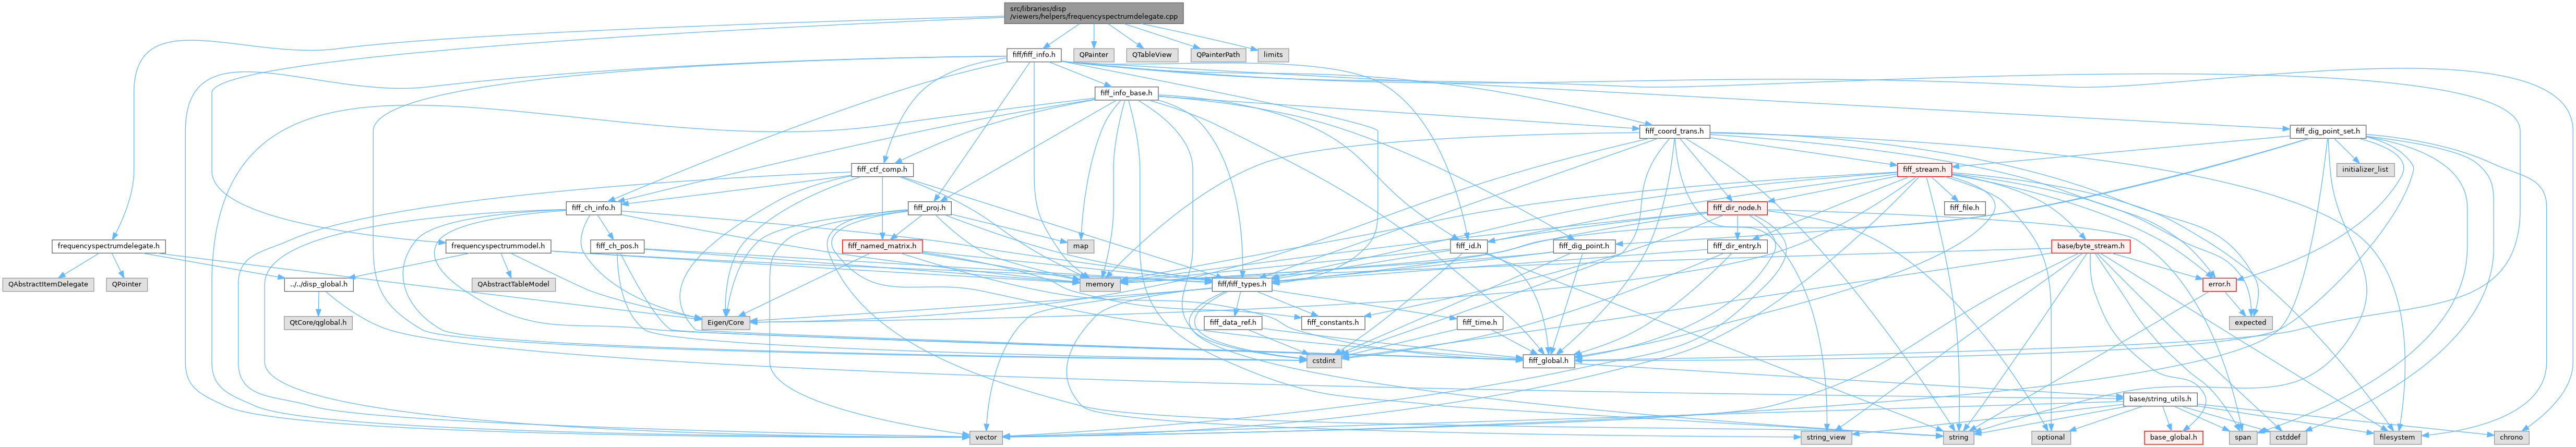 src/libraries/disp
/viewers/helpers/frequencyspectrumdelegate.cpp
fiff/fiff_info.h
QPainter
QTableView
QPainterPath
limits
fiff_info_base.h
fiff_coord_trans.h
fiff_dig_point_set.h
fiff_ctf_comp.h
fiff_stream.h
initializer_list
fiff_ch_info.h
fiff_proj.h
fiff_dir_node.h
fiff_file.h
frequencyspectrumdelegate.h
frequencyspectrummodel.h
fiff_ch_pos.h
fiff_named_matrix.h
map
fiff_id.h
fiff_dig_point.h
fiff_dir_entry.h
base/byte_stream.h
QAbstractItemDelegate
QPointer
../../disp_global.h
QAbstractTableModel
memory
fiff/fiff_types.h
error.h
QtCore/qglobal.h
Eigen/Core
fiff_data_ref.h
fiff_constants.h
fiff_time.h
expected
cstdint
fiff_global.h
base/string_utils.h
vector
string_view
string
optional
base_global.h
span
cstddef
filesystem
chrono